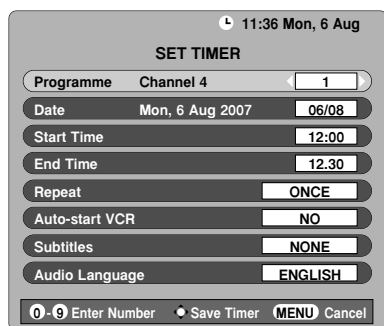 11:36 Mon, 6 Aug
SET TIMER
Programme Channel 4 1
Date Mon, 6 Aug 2007 06/08
Start Time 12:00
End Time 12.30
Repeat ONCE
Auto-start VCR NO
Subtitles NONE
Audio Language ENGLISH
0-9 Enter Number Save Timer MENU Cancel